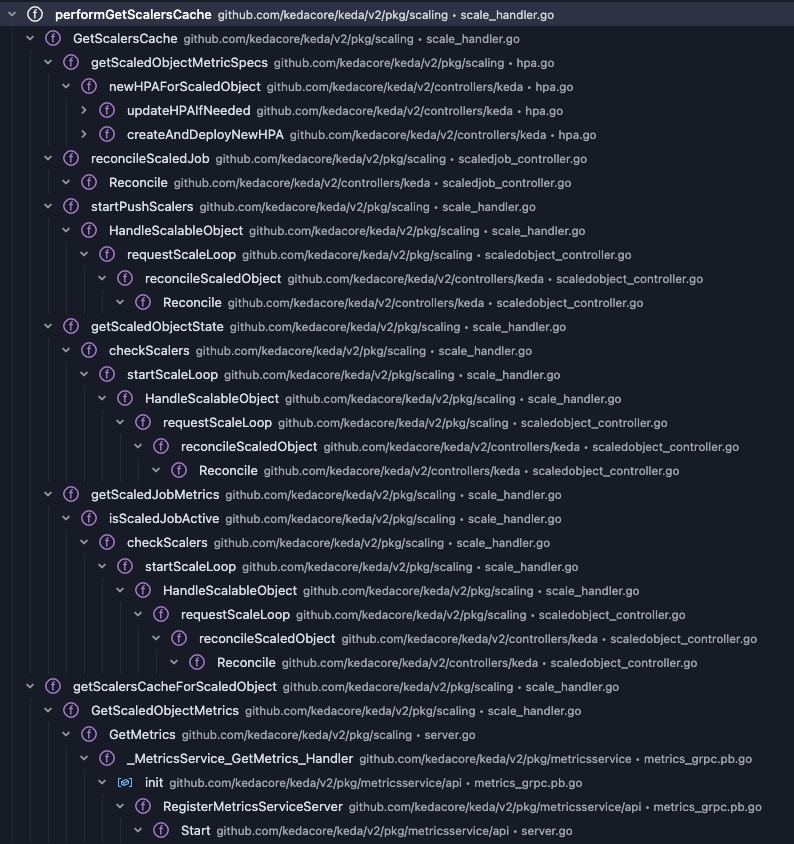 performGetScalersCache github.com/kedacore/keda/v2/pkg/scaling • scale_handler.go
GetScalersCache github.com/kedacore/keda/v2/pkg/scaling • scale_handler.go
getScaledObjectMetricSpecs github.com/kedacore/keda/v2/pkg/scaling • hpa.go
newHPAForScaledObject github.com/kedacore/keda/v2/controllers/keda • hpa.go
updateHPAIfNeeded github.com/kedacore/keda/v2/controllers/keda • hpa.go
createAndDeployNewHPA github.com/kedacore/keda/v2/controllers/keda • hpa.go
reconcileScaledJob github.com/kedacore/keda/v2/pkg/scaling • scaledjob_controller.go
Reconcile github.com/kedacore/keda/v2/controllers/keda • scaledjob_controller.go
startPushScalers github.com/kedacore/keda/v2/pkg/scaling • scale_handler.go
HandleScalableObject github.com/kedacore/keda/v2/pkg/scaling • scale_handler.go
requestScaleLoop github.com/kedacore/keda/v2/pkg/scaling • scaledobject_controller.go
reconcileScaledObject github.com/kedacore/keda/v2/controllers/keda • scaledobject_controller.go
Reconcile github.com/kedacore/keda/v2/controllers/keda • scaledobject_controller.go
getScaledObjectState github.com/kedacore/keda/v2/pkg/scaling • scale_handler.go
checkScalers github.com/kedacore/keda/v2/pkg/scaling • scale_handler.go
startScaleLoop github.com/kedacore/keda/v2/pkg/scaling • scale_handler.go
HandleScalableObject github.com/kedacore/keda/v2/pkg/scaling • scale_handler.go
requestScaleLoop github.com/kedacore/keda/v2/pkg/scaling • scaledobject_controller.go
reconcileScaledObject github.com/kedacore/keda/v2/controllers/keda • scaledobject_controller.go
Reconcile github.com/kedacore/keda/v2/controllers/keda • scaledobject_controller.go
getScaledJobMetrics github.com/kedacore/keda/v2/pkg/scaling • scale_handler.go
isScaledJobActive github.com/kedacore/keda/v2/pkg/scaling • scale_handler.go
checkScalers github.com/kedacore/keda/v2/pkg/scaling • scale_handler.go
startScaleLoop github.com/kedacore/keda/v2/pkg/scaling • scale_handler.go
HandleScalableObject github.com/kedacore/keda/v2/pkg/scaling • scale_handler.go
requestScaleLoop github.com/kedacore/keda/v2/pkg/scaling • scaledobject_controller.go
reconcileScaledObject github.com/kedacore/keda/v2/controllers/keda • scaledobject_controller.go
Reconcile github.com/kedacore/keda/v2/controllers/keda • scaledobject_controller.go
getScalersCacheForScaledObject github.com/kedacore/keda/v2/pkg/scaling • scale_handler.go
GetScaledObjectMetrics github.com/kedacore/keda/v2/pkg/scaling • scale_handler.go
GetMetrics github.com/kedacore/keda/v2/pkg/scaling • server.go
_MetricsService_GetMetrics_Handler github.com/kedacore/keda/v2/pkg/metricsservice • metrics_grpc.pb.go
init github.com/kedacore/keda/v2/pkg/metricsservice/api • metrics_grpc.pb.go
RegisterMetricsServiceServer github.com/kedacore/keda/v2/pkg/metricsservice/api • metrics_grpc.pb.go
Start github.com/kedacore/keda/v2/pkg/metricsservice/api • server.go